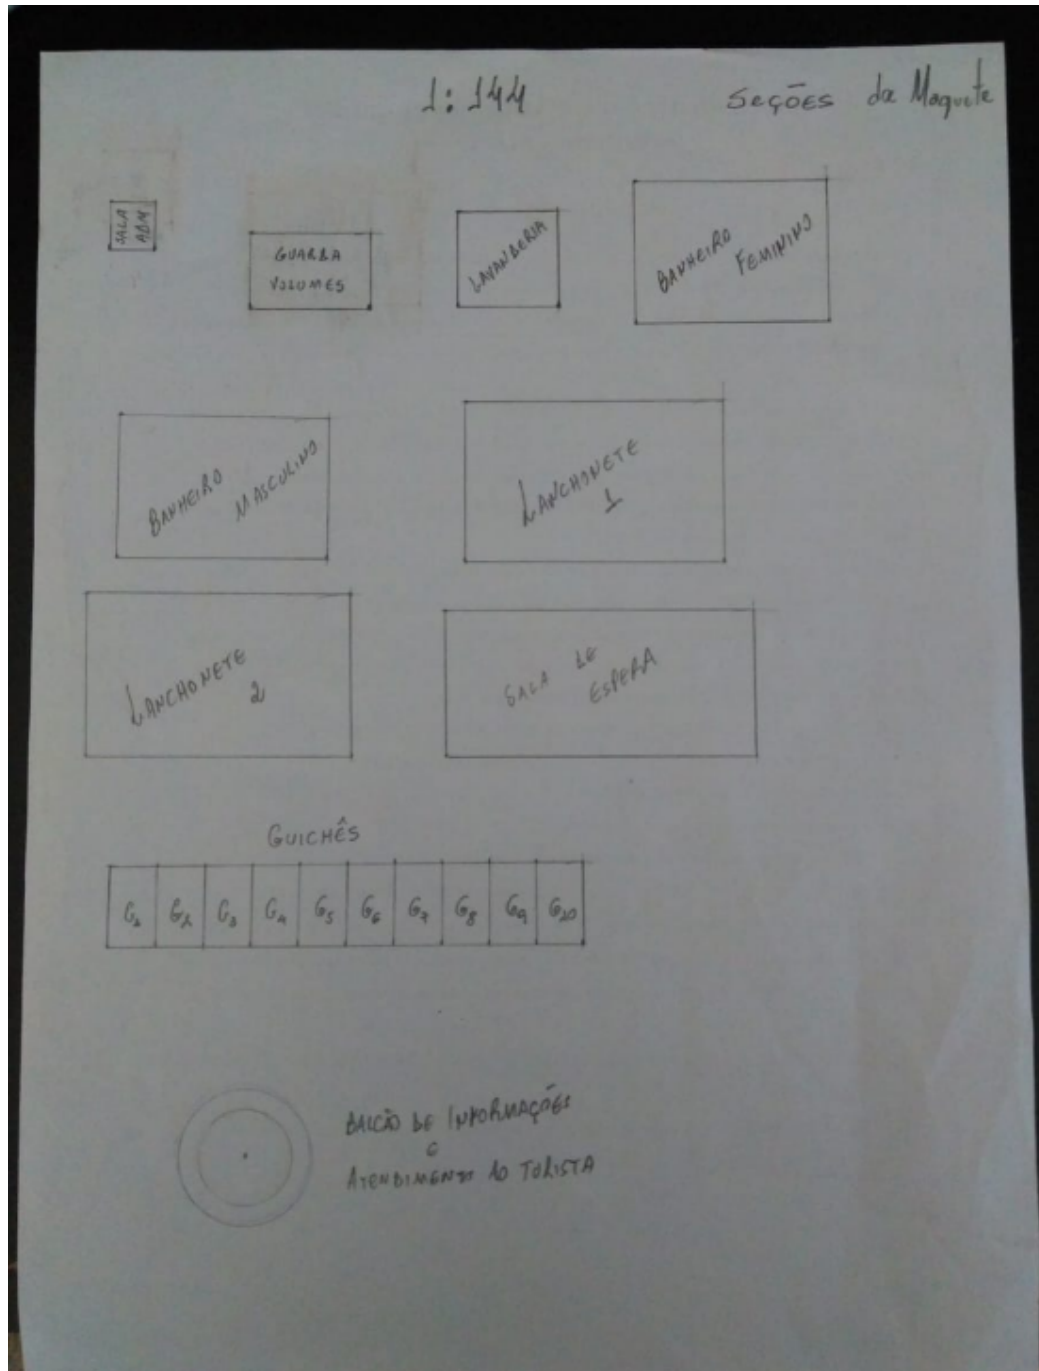 1:144
Seções da Maquete
SALA
ADM
GUARDA
VOLUMES
LAVANDERIA
BANHEIRO
FEMININO
BANHEIRO
MASCULINO
LANCHONETE
1
LANCHONETE
2
SALA DE
ESPERA
GUICHÊS
G1 G2 G3 G4 G5 G6 G7 G8 G9 G10
BALCÃO DE INFORMAÇÕES
e
ATENDIMENTO AO TURISTA